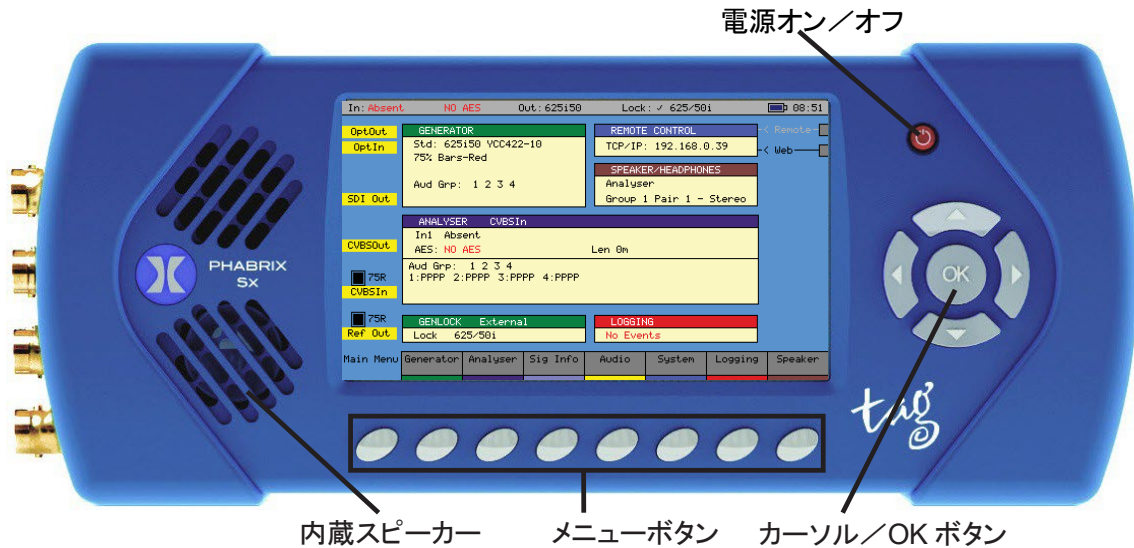 電源オン／オフ
In: Absent NO AES Out:625i50 Lock: ✓ 625/50i 08:51
OptOut
OptIn
SDI Out
CVBSOut
75R
CVBSIn
75R
Ref Out
GENERATOR
Std: 625i50 YCC422-10
75% Bars-Red
Aud Grp: 1 2 3 4
REMOTE CONTROL
TCP/IP: 192.168.0.39
< Remote
< Web
SPEAKER/HEADPHONES
Analyser
Group 1 Pair 1 - Stereo
ANALYSER CVBSIn
In1 Absent
AES: NO AES Len 0m
Aud Grp: 1 2 3 4
1:PPPP 2:PPPP 3:PPPP 4:PPPP
GENLOCK External
Lock 625/50i
LOGGING
No Events
Main Menu Generator Analyser Sig Info Audio System Logging Speaker
PHABRIX
Sx
OK
tag
内蔵スピーカー
メニューボタン
カーソル／OK ボタン